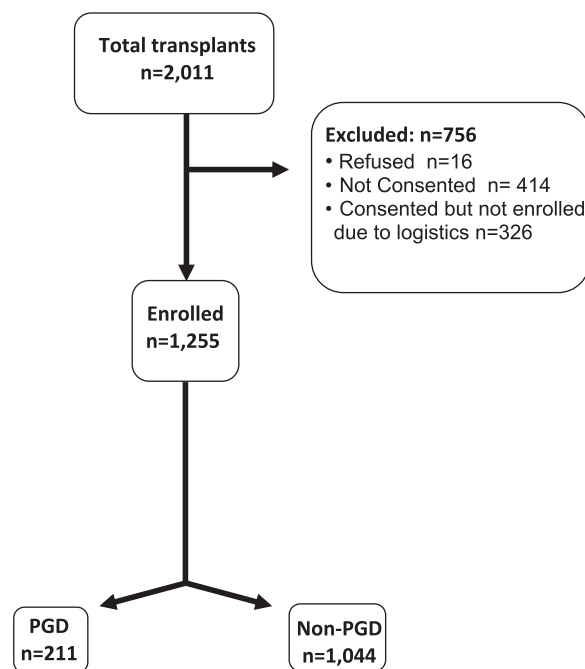 Total transplants
n=2,011
Excluded: n=756
• Refused n=16
• Not Consented n= 414
• Consented but not enrolled
due to logistics n=326
Enrolled
n=1,255
PGD
n=211
Non-PGD
n=1,044